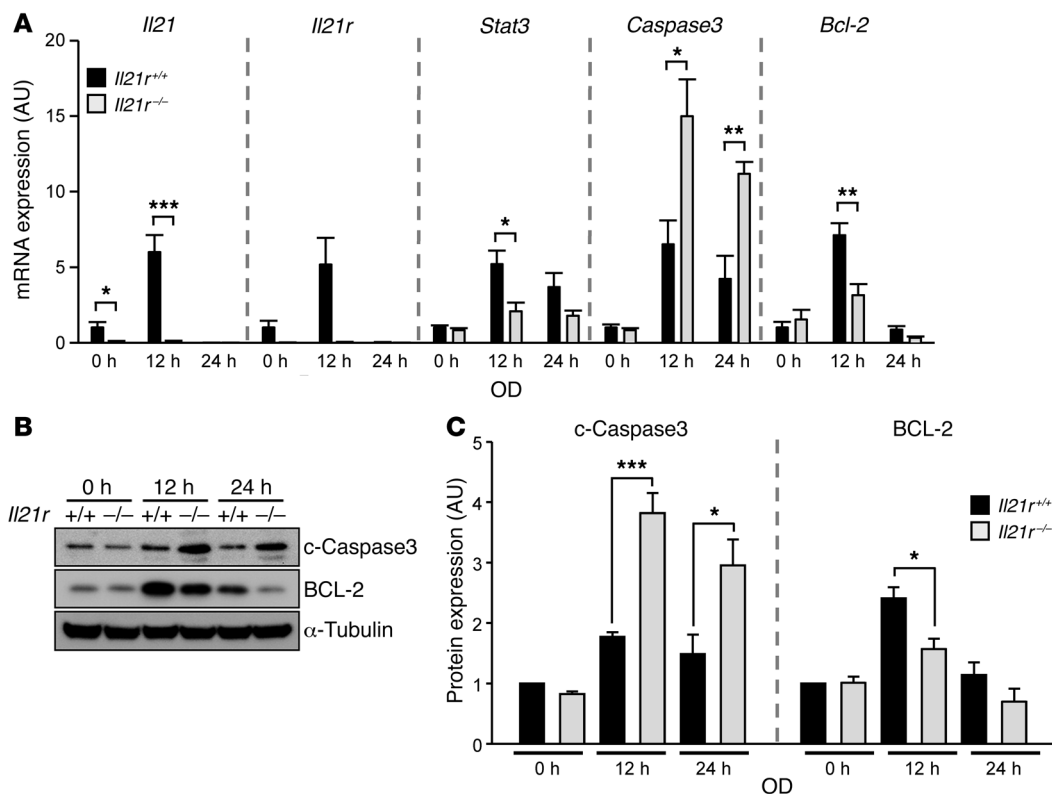 A
Il21 Il21r Stat3 Caspase3 Bcl-2
20
15
10
5
0
mRNA expression (AU)
Il21r+/+
Il21r−/−
*
***
*
*
**
**
0 h 12 h 24 h 0 h 12 h 24 h 0 h 12 h 24 h 0 h 12 h 24 h 0 h 12 h 24 h
OD
B
0 h 12 h 24 h
Il21r +/+ −/− +/+ −/− +/+ −/−
c-Caspase3
BCL-2
α-Tubulin
C
c-Caspase3 BCL-2
5
4
3
2
1
0
Protein expression (AU)
Il21r+/+
Il21r−/−
***
*
*
0 h 12 h 24 h 0 h 12 h 24 h
OD